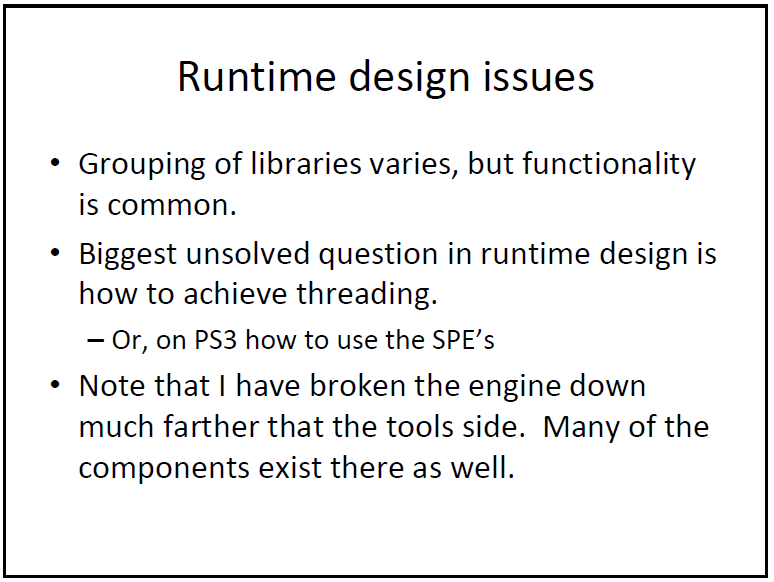 Runtime design issues
• Grouping of libraries varies, but functionality
is common.
• Biggest unsolved question in runtime design is
how to achieve threading.
– Or, on PS3 how to use the SPE's
• Note that I have broken the engine down
much farther that the tools side.  Many of the
components exist there as well.